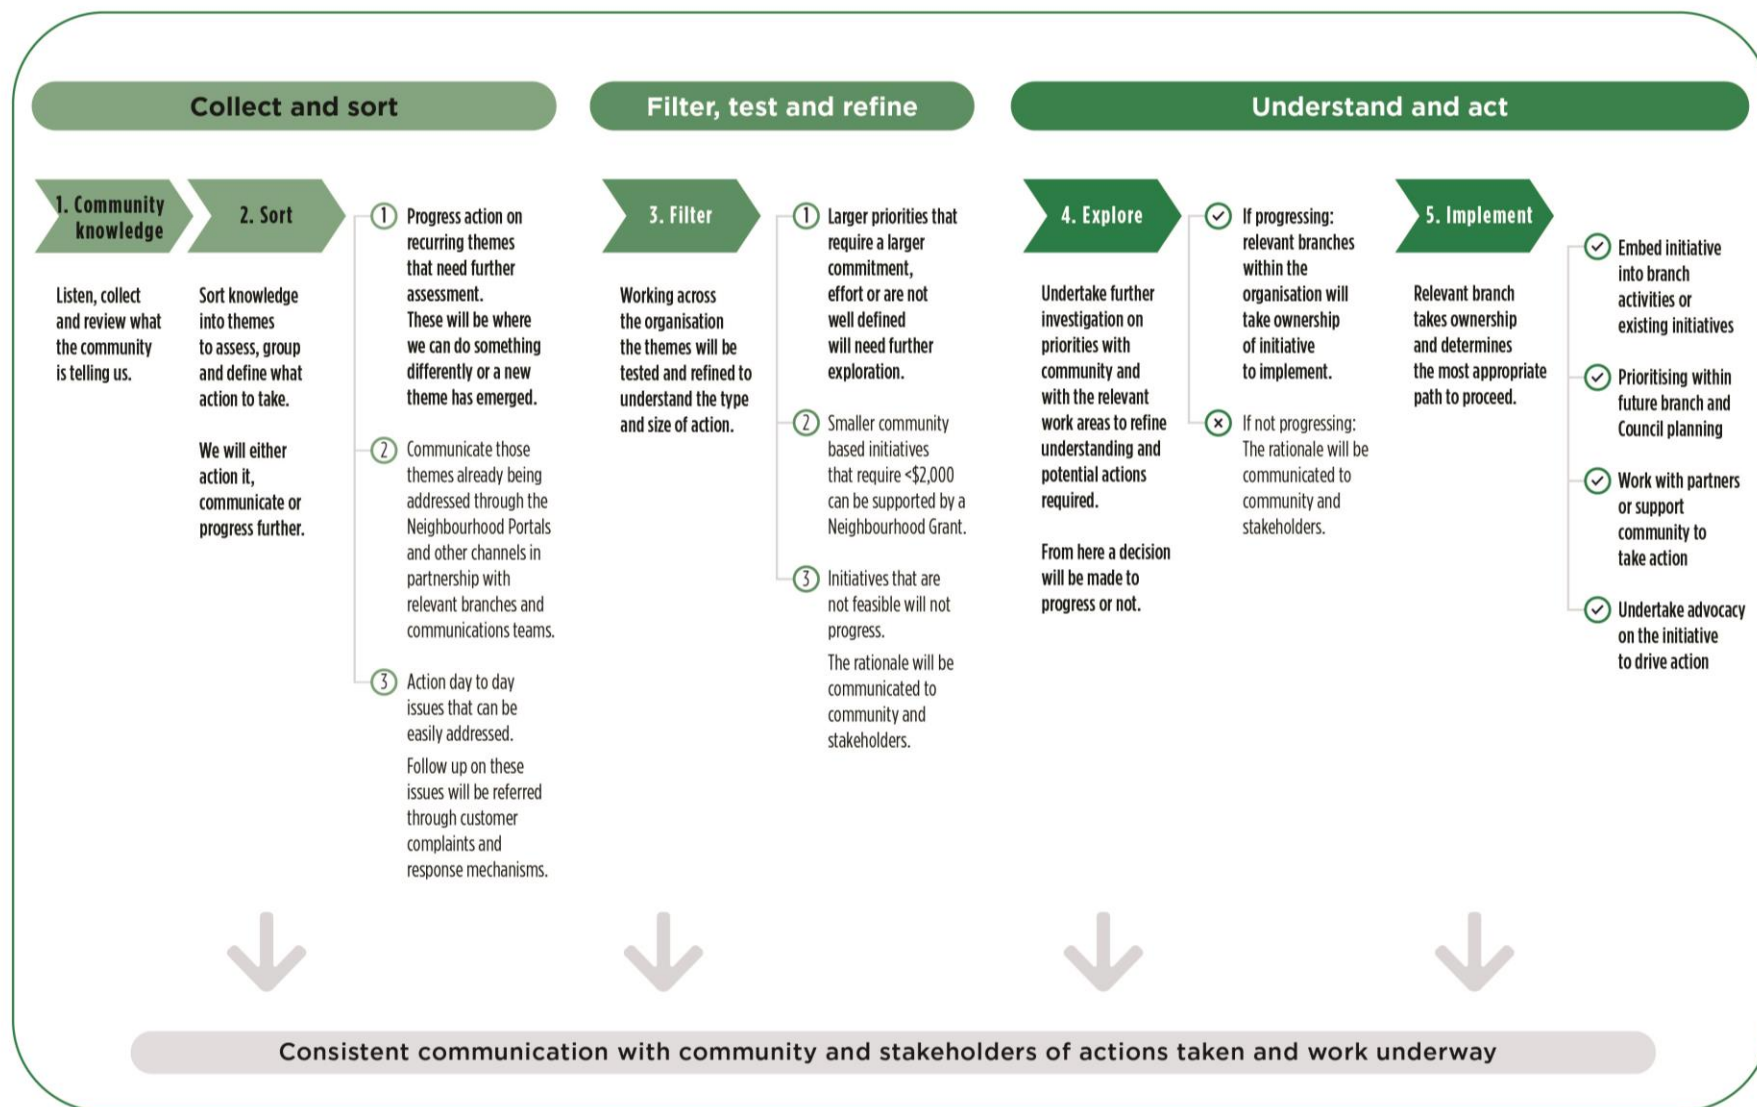 Collect and sort
Filter, test and refine
Understand and act
1. Community
knowledge
Listen, collect
and review what
the community
is telling us.
2. Sort
Sort knowledge
into themes
to assess, group
and define what
action to take.
We will either
action it,
communicate or
progress further.
1
Progress action on
recurring themes
that need further
assessment.
These will be where
we can do something
differently or a new
theme has emerged.
2
Communicate those
themes already being
addressed through the
Neighbourhood Portals
and other channels in
partnership with
relevant branches and
communications teams.
3
Action day to day
issues that can be
easily addressed.
Follow up on these
issues will be referred
through customer
complaints and
response mechanisms.
3. Filter
Working across
the organisation
the themes will be
tested and refined to
understand the type
and size of action.
1
Larger priorities that
require a larger
commitment,
effort or are not
well defined
will need further
exploration.
2
Smaller community
based initiatives
that require <$2,000
can be supported by a
Neighbourhood Grant.
3
Initiatives that are
not feasible will not
progress.
The rationale will be
communicated to
community and
stakeholders.
4. Explore
Undertake further
investigation on
priorities with
community and
with the relevant
work areas to refine
understanding and
potential actions
required.
From here a decision
will be made to
progress or not.
If progressing:
relevant branches
within the
organisation will
take ownership
of initiative
to implement.
If not progressing:
The rationale will be
communicated to
community and
stakeholders.
5. Implement
Relevant branch
takes ownership
and determines
the most appropriate
path to proceed.
Embed initiative
into branch
activities or
existing initiatives
Prioritising within
future branch and
Council planning
Work with partners
or support
community to
take action
Undertake advocacy
on the initiative
to drive action
Consistent communication with community and stakeholders of actions taken and work underway